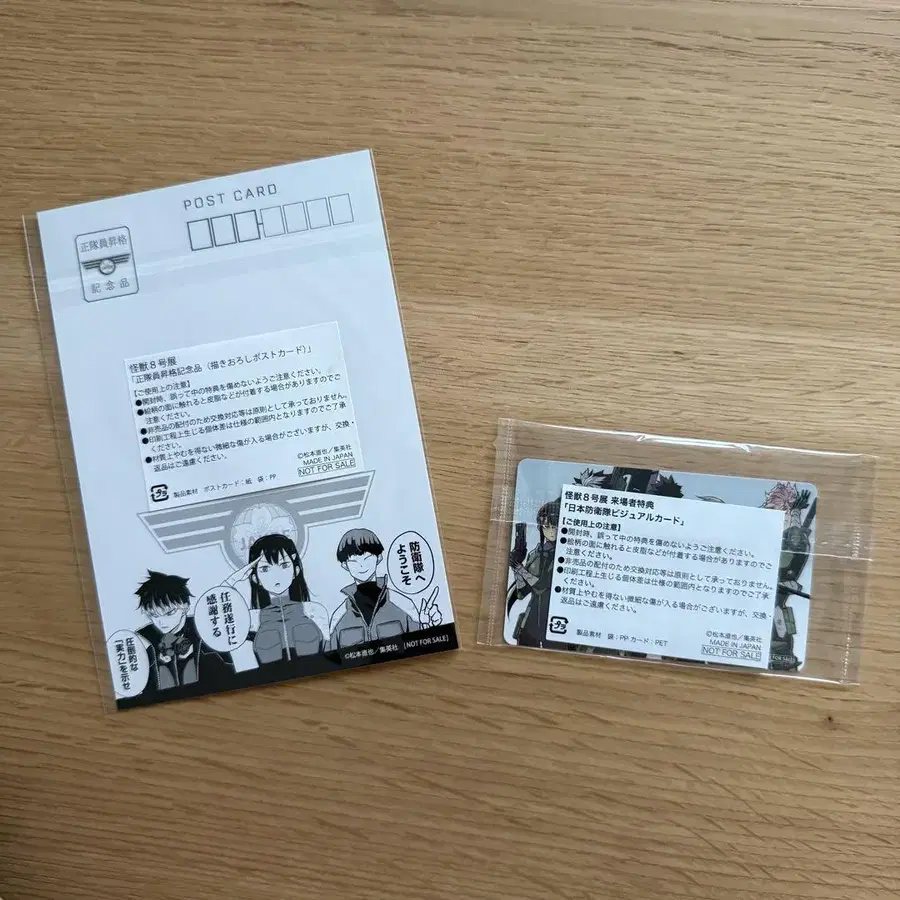 POST CARD
正隊員昇格
記念品
怪獣8号展
「正隊員昇格記念品(描きおろしポストカード)」
【ご使用上の注意】
●開封時、誤って中の特典を傷めないようご注意ください。
●絵柄の面に触れると皮脂などが付着する場合がありますのでご
注意ください。
●非売品の配付のため交換対応等は原則として承っておりません。
●印刷工程上生じる個体差は仕様の範囲内となりますのでご了承
ください。
●材質上やむを得ない微細な傷が入る場合がございますが、交換・
返品はご遠慮ください。
©松本直也/集英社
MADE IN JAPAN
NOT FOR SALE
プラ
製品素材 ポストカード:紙 袋:PP
防衛隊へ
ようこそ
任務遂行に
感謝する
圧倒的な
「実力」を示せ
©松本直也/集英社 [NOT FOR SALE]
怪獣8号展 来場者特典
「日本防衛隊ビジュアルカード」
【ご使用上の注意】
●開封時、誤って中の特典を傷めないようご注意ください。
●絵柄の面に触れると皮脂などが付着する場合がありますのでご
注意ください。
●非売品の配付のため交換対応等は原則として承っておりません。
●印刷工程上生じる個体差は仕様の範囲内となりますのでご了承
ください。
●材質上やむを得ない微細な傷が入る場合がございますが、交換・
返品はご遠慮ください。
©松本直也/集英社
MADE IN JAPAN
NOT FOR SALE
プラ
製品素材 袋:PP カード:PET